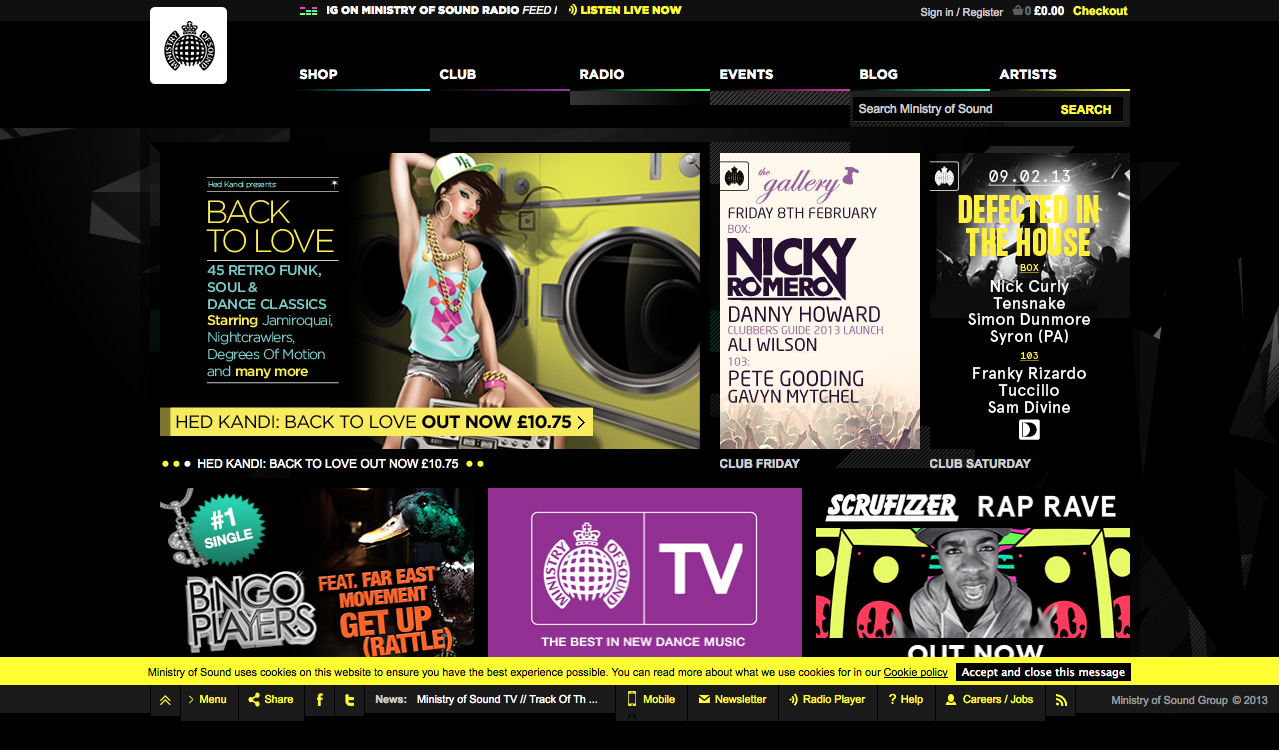 IG ON MINISTRY OF SOUND RADIO FEED I
LISTEN LIVE NOW
Sign in / Register
0 £0.00 Checkout
MINISTRY OF SOUND
SHOP
CLUB
RADIO
EVENTS
BLOG
ARTISTS
Search Ministry of Sound
SEARCH
Hed Kandi presents:
BACK
TO LOVE
45 RETRO FUNK,
SOUL &
DANCE CLASSICS
Starring Jamiroquai,
Nightcrawlers,
Degrees Of Motion
and many more
HED KANDI: BACK TO LOVE OUT NOW £10.75 >
HED KANDI: BACK TO LOVE OUT NOW £10.75
the
gallery
FRIDAY 8TH FEBRUARY
BOX:
NICKY
ROMERO
DANNY HOWARD
CLUBBERS GUIDE 2013 LAUNCH
ALI WILSON
103:
PETE GOODING
GAVYN MYTCHEL
CLUB FRIDAY
09.02.13
DEFECTED IN
THE HOUSE
BOX
Nick Curly
Tensnake
Simon Dunmore
Syron (PA)
103
Franky Rizardo
Tuccillo
Sam Divine
CLUB SATURDAY
#1
SINGLE
BINGO
PLAYERS
FEAT. FAR EAST
MOVEMENT
GET UP
(RATTLE)
MINISTRY OF SOUND
TV
THE BEST IN NEW DANCE MUSIC
SCRUFIZZER RAP RAVE
OUT NOW
Ministry of Sound uses cookies on this website to ensure you have the best experience possible. You can read more about what we use cookies for in our Cookie policy
Accept and close this message
Menu
Share
News: Ministry of Sound TV // Track Of Th ...
Mobile
Newsletter
Radio Player
? Help
Careers / Jobs
Ministry of Sound Group © 2013